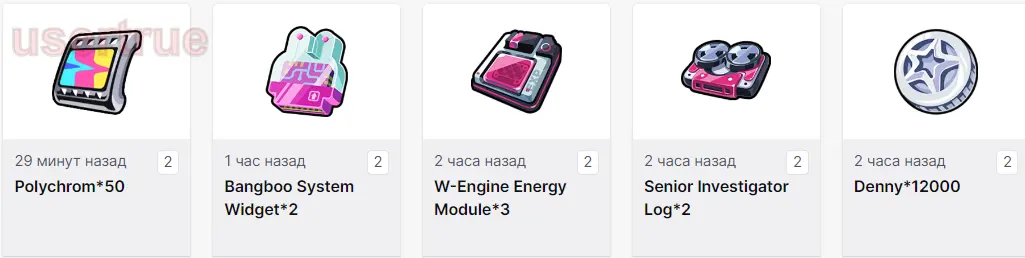 usertrue
29 минут назад 2
Polychrom*50
1 час назад 2
Bangboo System
Widget*2
2 часа назад 2
W-Engine Energy
Module*3
2 часа назад 2
Senior Investigator
Log*2
2 часа назад 2
Denny*12000